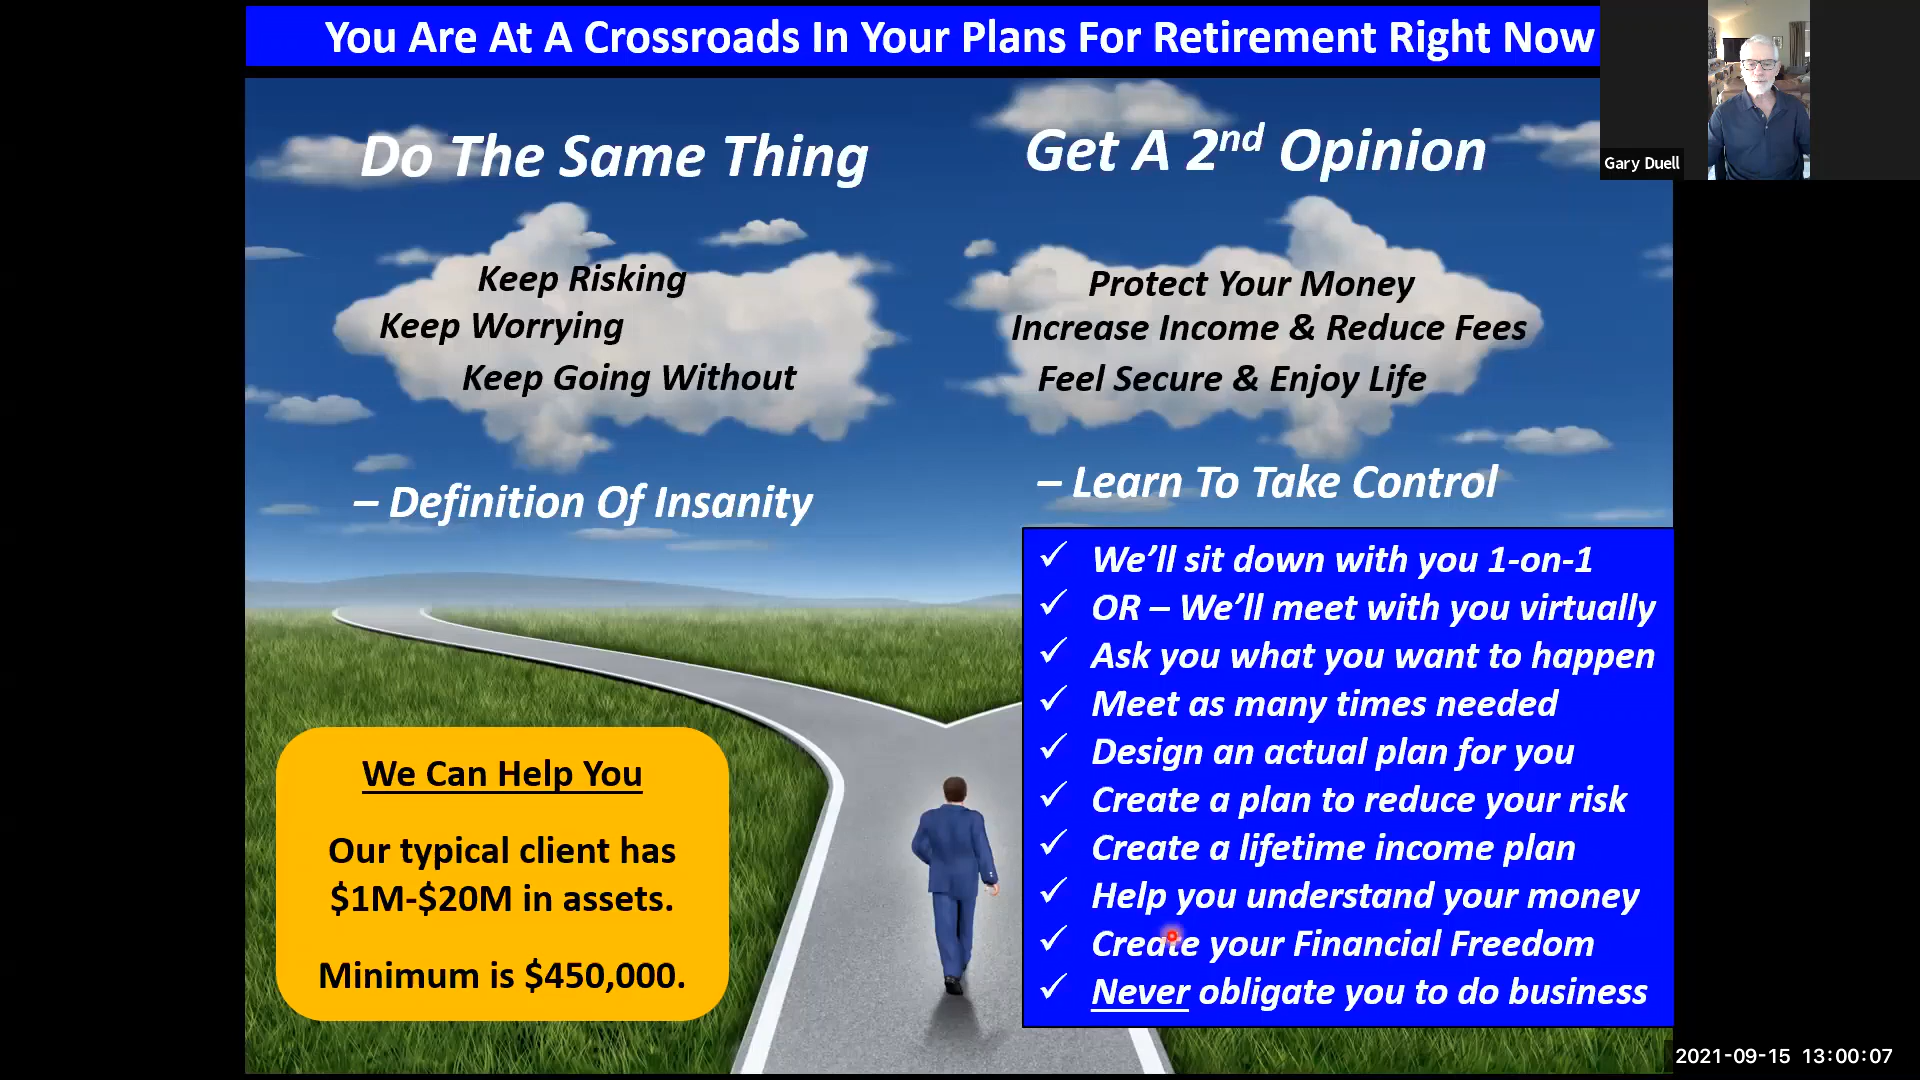 You Are At A Crossroads In Your Plans For Retirement Right Now
Gary Duell
Do The Same Thing
Keep Risking
Keep Worrying
Keep Going Without
– Definition Of Insanity
Get A 2nd Opinion
Protect Your Money
Increase Income & Reduce Fees
Feel Secure & Enjoy Life
– Learn To Take Control
✓ We’ll sit down with you 1-on-1
✓ OR – We’ll meet with you virtually
✓ Ask you what you want to happen
✓ Meet as many times needed
✓ Design an actual plan for you
✓ Create a plan to reduce your risk
✓ Create a lifetime income plan
✓ Help you understand your money
✓ Create your Financial Freedom
✓ Never obligate you to do business
We Can Help You
Our typical client has
$1M-$20M in assets.
Minimum is $450,000.
2021-09-15 13:00:07